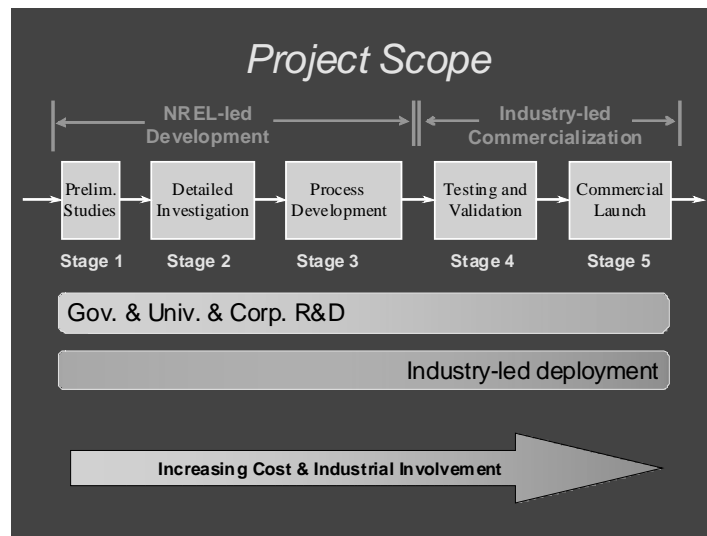 Project Scope
NREL-led
Development
Industry-led
Commercialization
Prelim.
Studies
Detailed
Investigation
Process
Development
Testing and
Validation
Commercial
Launch
Stage 1
Stage 2
Stage 3
Stage 4
Stage 5
Gov. & Univ. & Corp. R&D
Industry-led deployment
Increasing Cost & Industrial Involvement